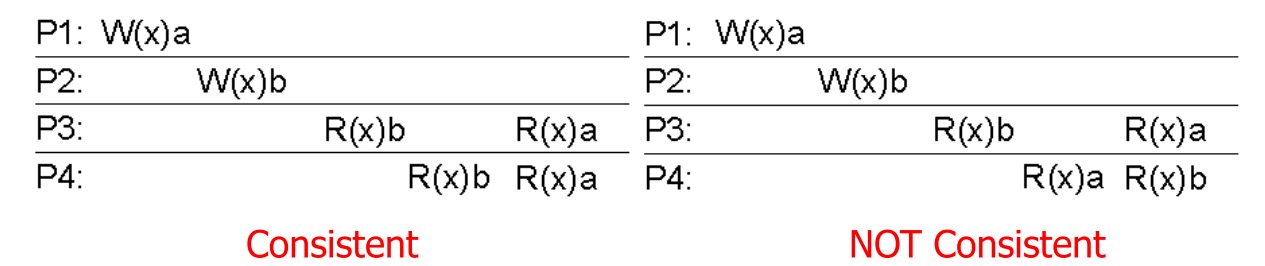 P1: W(x)a
P2: W(x)b
P3: R(x)b R(x)a
P4: R(x)b R(x)a
Consistent
P1: W(x)a
P2: W(x)b
P3: R(x)b R(x)a
P4: R(x)a R(x)b
NOT Consistent